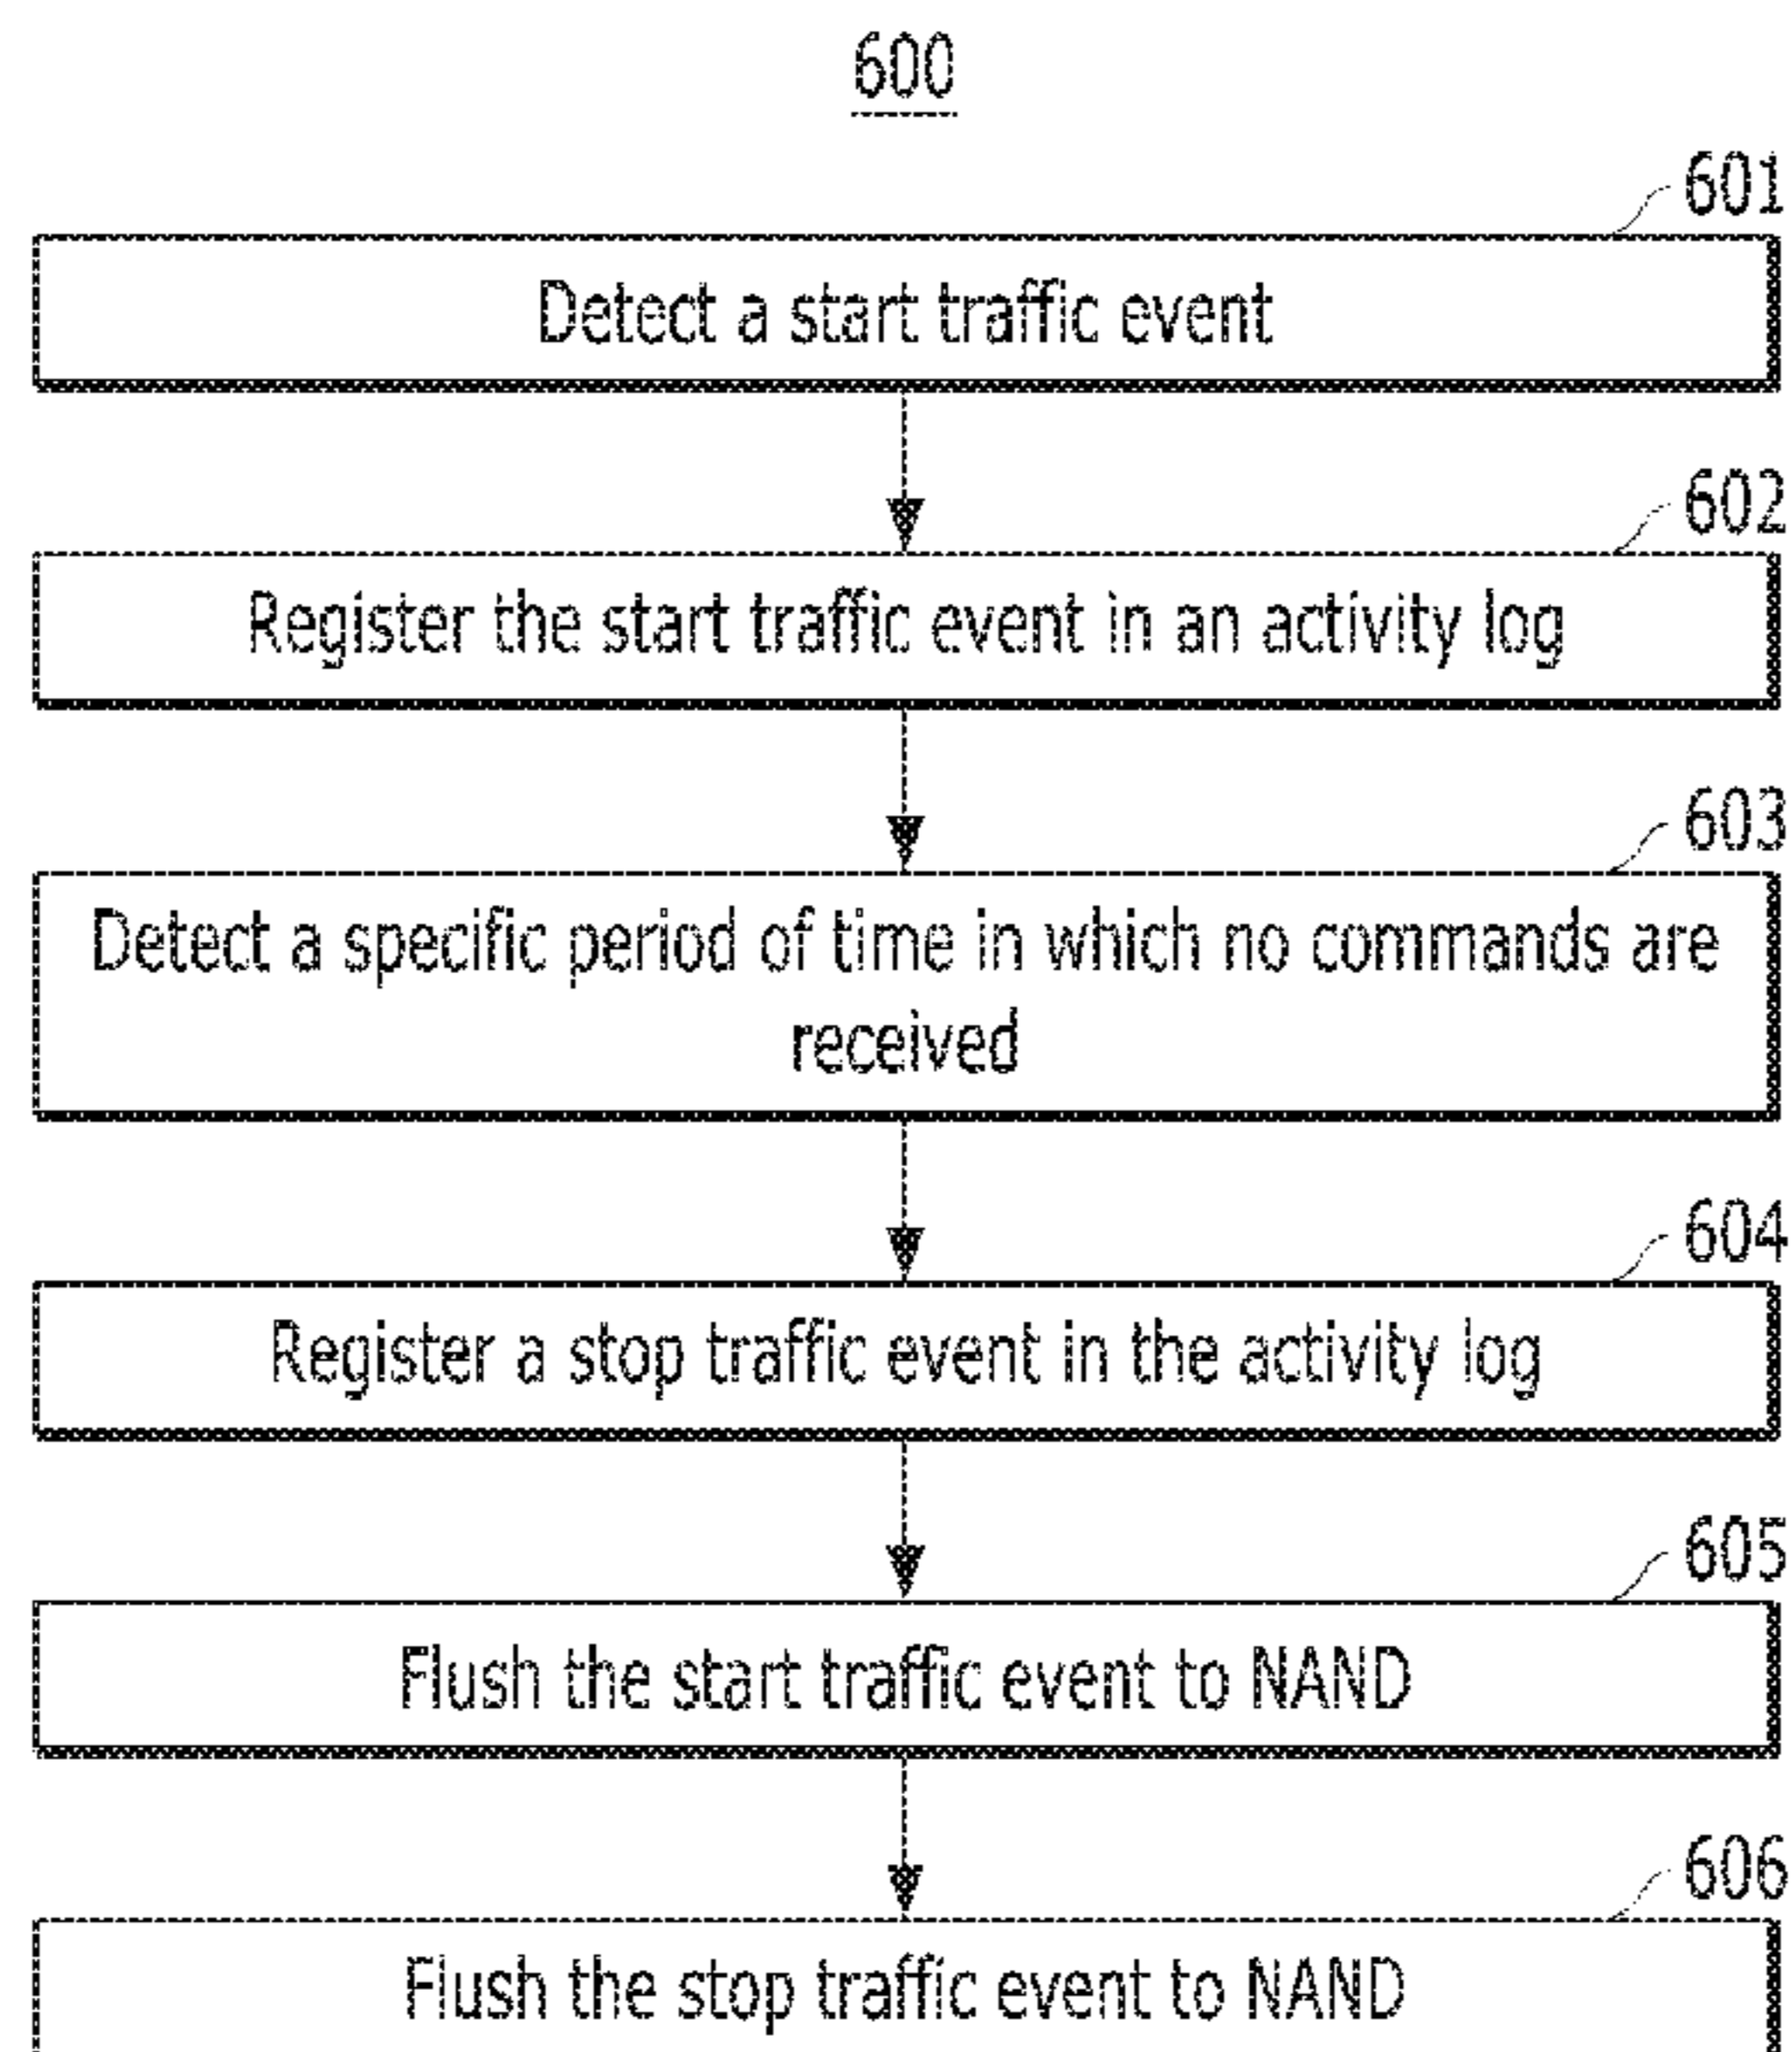 600
601
Detect a start traffic event
602
Register the start traffic event in an activity log
603
Detect a specific period of time in which no commands are
received
604
Register a stop traffic event in the activity log
605
Flush the start traffic event to NAND
606
Flush the stop traffic event to NAND